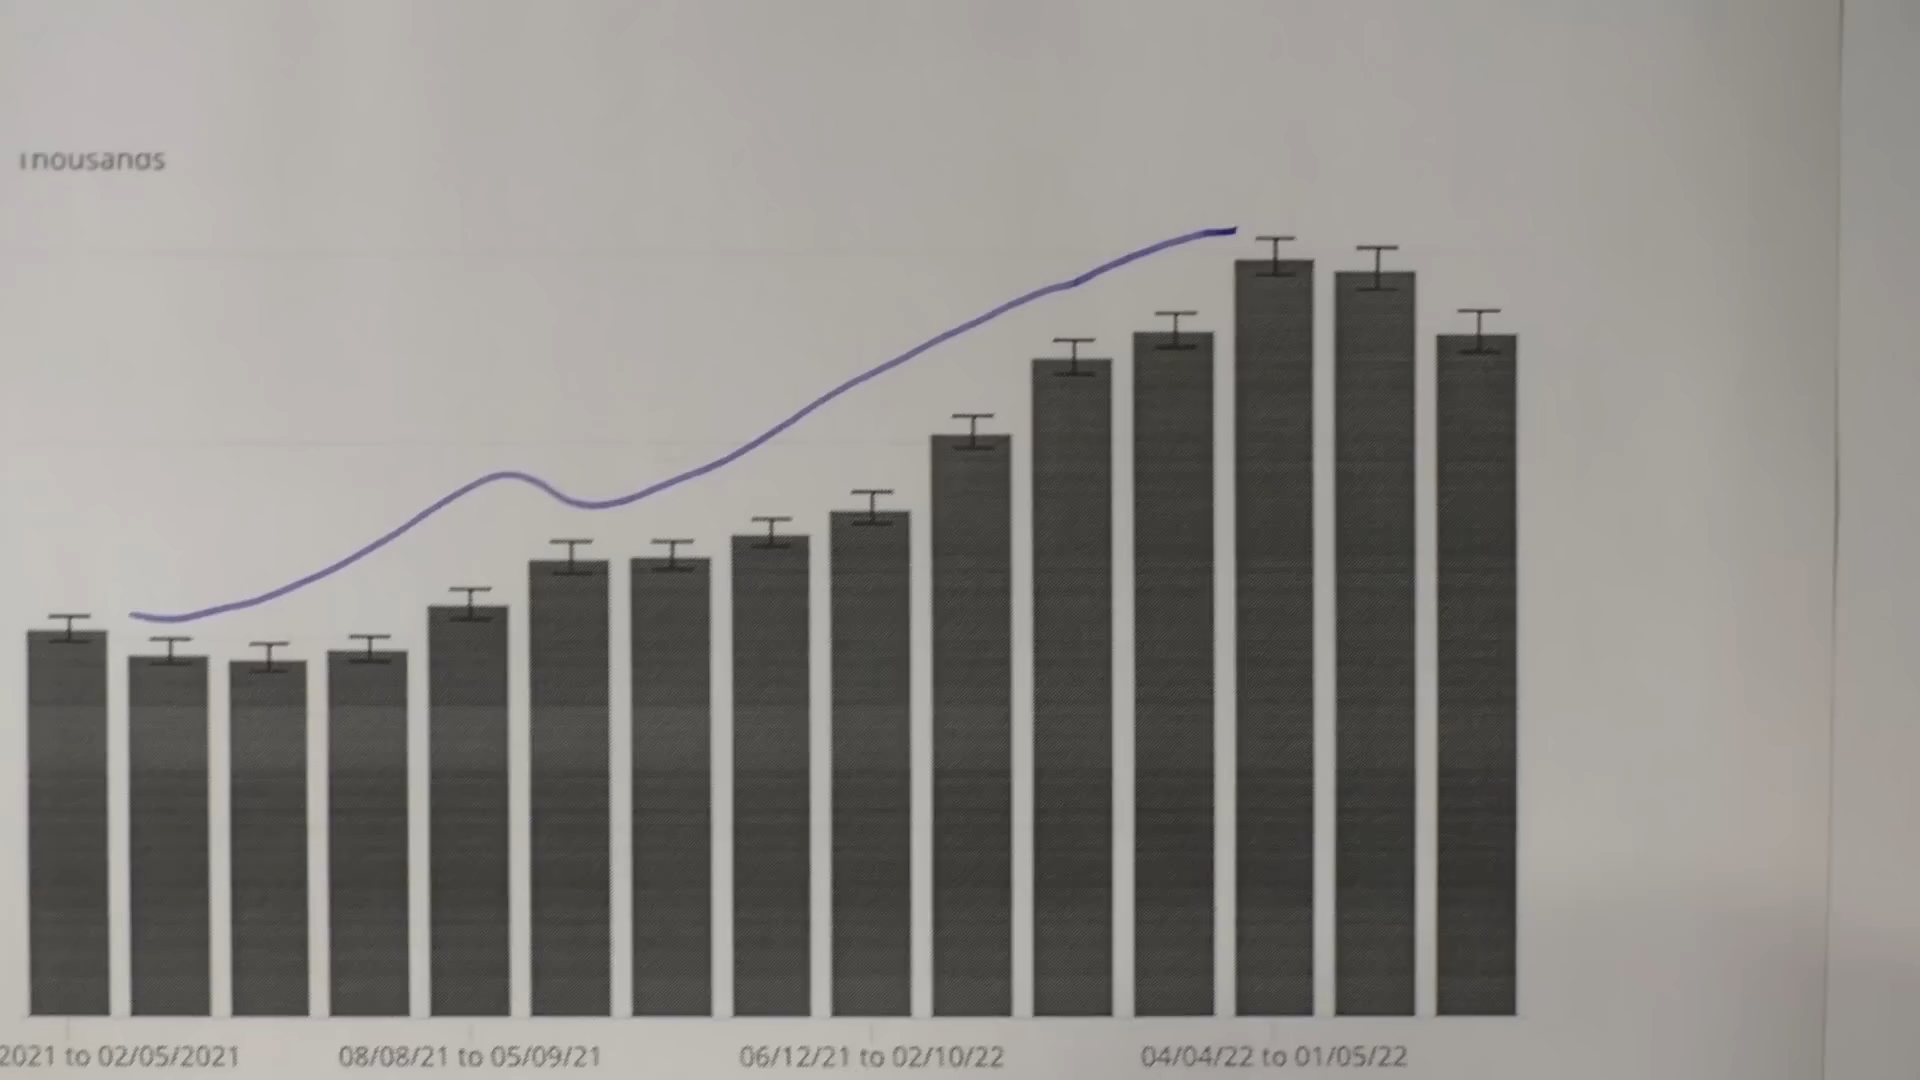 Thousands
2021 to 02/05/2021
08/08/21 to 05/09/21
06/12/21 to 02/10/22
04/04/22 to 01/05/22